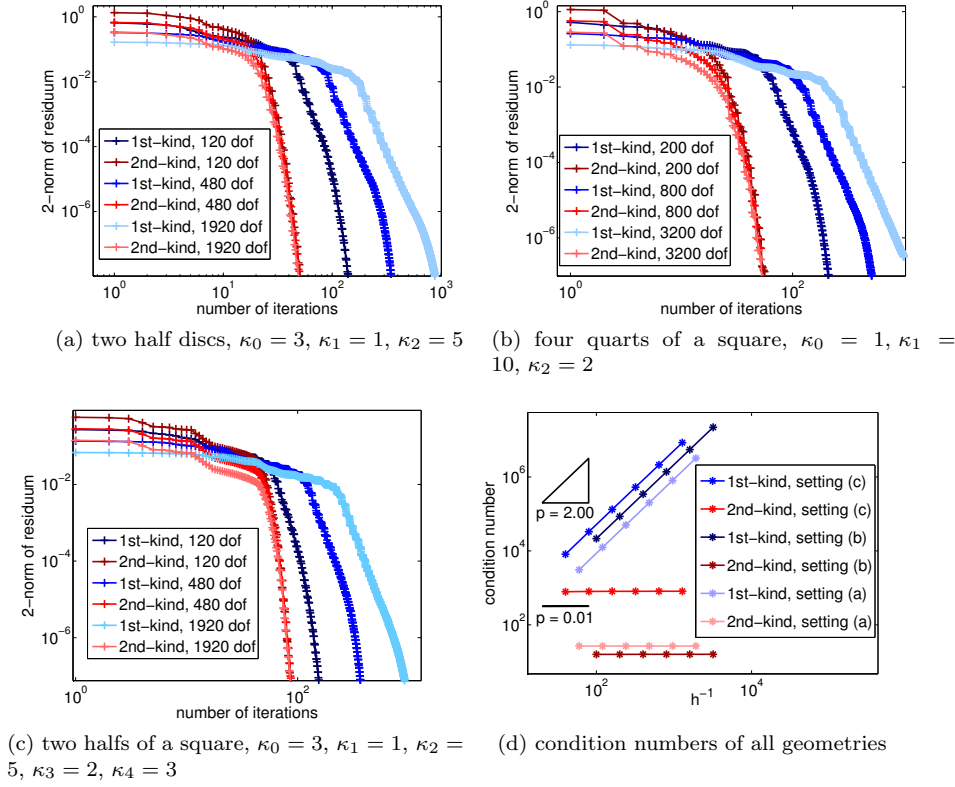 10^0
10^-2
10^-4
10^-6
2−norm of residuum
1st−kind, 120 dof
2nd−kind, 120 dof
1st−kind, 480 dof
2nd−kind, 480 dof
1st−kind, 1920 dof
2nd−kind, 1920 dof
10^0 10^1 10^2 10^3
number of iterations
(a) two half discs, κ0 = 3, κ1 = 1, κ2 = 5
10^0
10^-2
10^-4
10^-6
2−norm of residuum
1st−kind, 200 dof
2nd−kind, 200 dof
1st−kind, 800 dof
2nd−kind, 800 dof
1st−kind, 3200 dof
2nd−kind, 3200 dof
10^0 10^2
number of iterations
(b) four quarts of a square, κ0 = 1, κ1 =
10, κ2 = 2
10^0
10^-2
10^-4
10^-6
2−norm of residuum
1st−kind, 120 dof
2nd−kind, 120 dof
1st−kind, 480 dof
2nd−kind, 480 dof
1st−kind, 1920 dof
2nd−kind, 1920 dof
10^0 10^2
number of iterations
(c) two halfs of a square, κ0 = 3, κ1 = 1, κ2 =
5, κ3 = 2, κ4 = 3
10^6
10^4
10^2
condition number
p = 2.00
p = 0.01
1st−kind, setting (c)
2nd−kind, setting (c)
1st−kind, setting (b)
2nd−kind, setting (b)
1st−kind, setting (a)
2nd−kind, setting (a)
10^2 10^4
h^-1
(d) condition numbers of all geometries